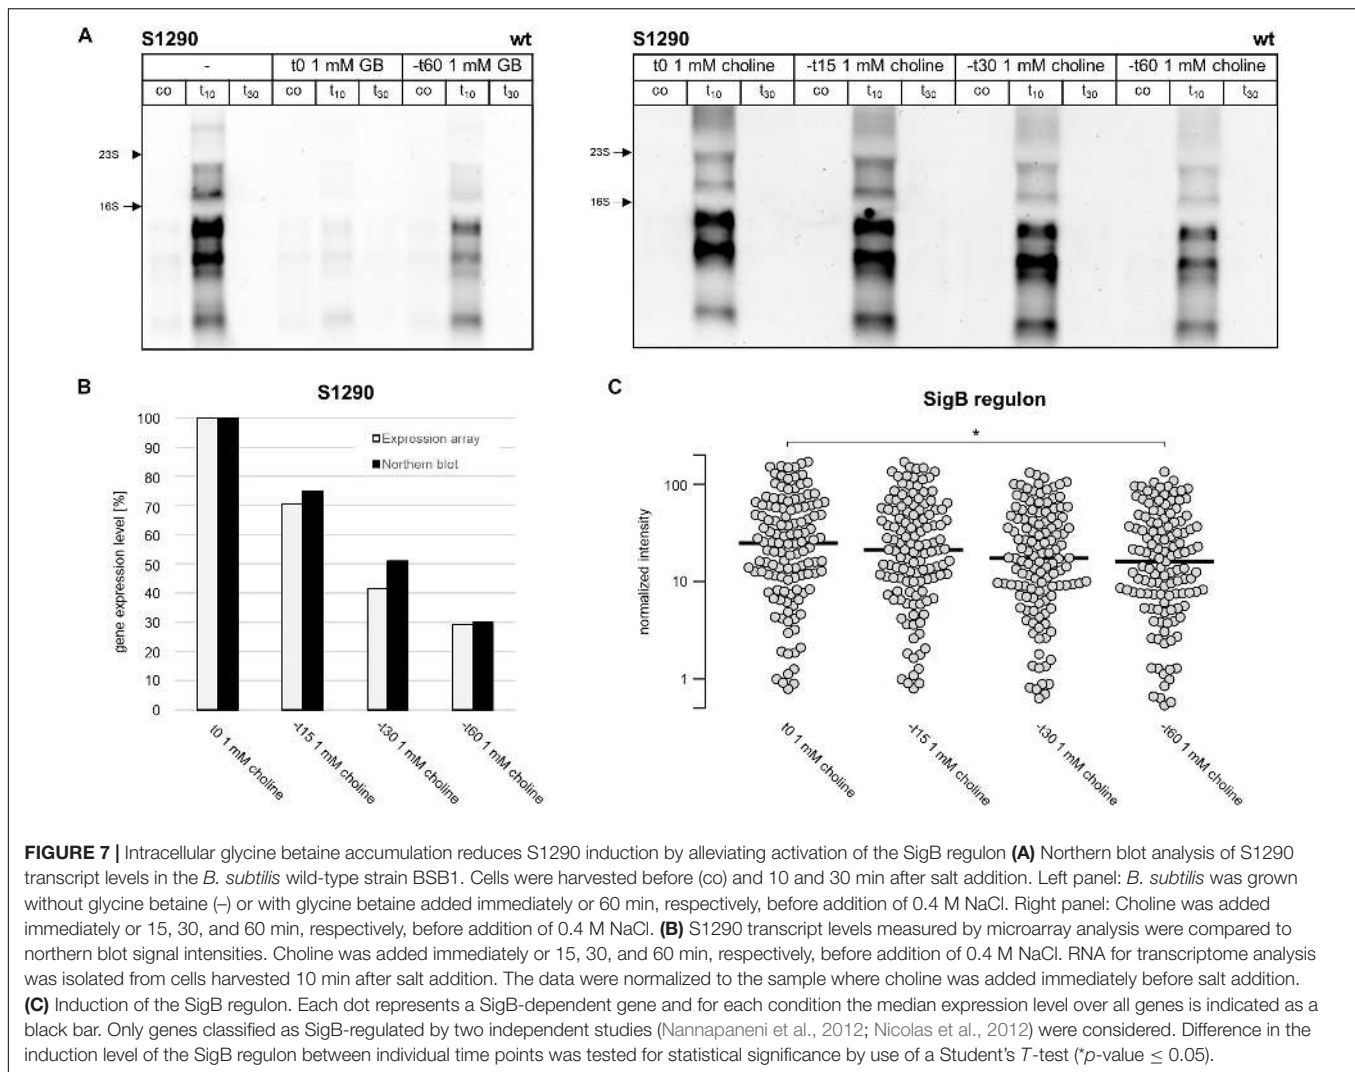 A
S1290 wt
- t0 1 mM GB -t60 1 mM GB
co t10 t30 co t10 t30 co t10 t30
23S
16S
S1290 wt
t0 1 mM choline -t15 1 mM choline -t30 1 mM choline -t60 1 mM choline
co t10 t30 co t10 t30 co t10 t30 co t10 t30
23S
16S
B
S1290
gene expression level [%]
100
90
80
70
60
50
40
30
20
10
0
Expression array
Northern blot
t0 1 mM choline
-t15 1 mM choline
-t30 1 mM choline
-t60 1 mM choline
C
SigB regulon
*
normalized intensity
100
10
1
t0 1 mM choline
-t15 1 mM choline
-t30 1 mM choline
-t60 1 mM choline
FIGURE 7 | Intracellular glycine betaine accumulation reduces S1290 induction by alleviating activation of the SigB regulon (A) Northern blot analysis of S1290
transcript levels in the B. subtilis wild-type strain BSB1. Cells were harvested before (co) and 10 and 30 min after salt addition. Left panel: B. subtilis was grown
without glycine betaine (–) or with glycine betaine added immediately or 60 min, respectively, before addition of 0.4 M NaCl. Right panel: Choline was added
immediately or 15, 30, and 60 min, respectively, before addition of 0.4 M NaCl. (B) S1290 transcript levels measured by microarray analysis were compared to
northern blot signal intensities. Choline was added immediately or 15, 30, and 60 min, respectively, before addition of 0.4 M NaCl. RNA for transcriptome analysis
was isolated from cells harvested 10 min after salt addition. The data were normalized to the sample where choline was added immediately before salt addition.
(C) Induction of the SigB regulon. Each dot represents a SigB-dependent gene and for each condition the median expression level over all genes is indicated as a
black bar. Only genes classified as SigB-regulated by two independent studies (Nannapaneni et al., 2012; Nicolas et al., 2012) were considered. Difference in the
induction level of the SigB regulon between individual time points was tested for statistical significance by use of a Student's T-test (*p-value ≤ 0.05).